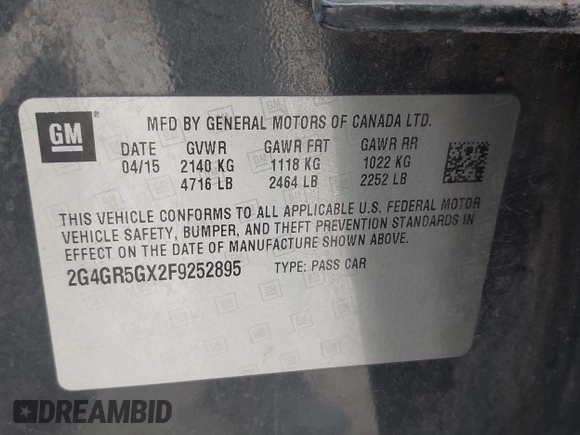 GM ®
MFD BY GENERAL MOTORS OF CANADA LTD.
DATE GVWR GAWR FRT GAWR RR
04/15 2140 KG 1118 KG 1022 KG
4716 LB 2464 LB 2252 LB
THIS VEHICLE CONFORMS TO ALL APPLICABLE U.S. FEDERAL MOTOR
VEHICLE SAFETY, BUMPER, AND THEFT PREVENTION STANDARDS IN
EFFECT ON THE DATE OF MANUFACTURE SHOWN ABOVE.
2G4GR5GX2F9252895 TYPE: PASS CAR
DREAMBID